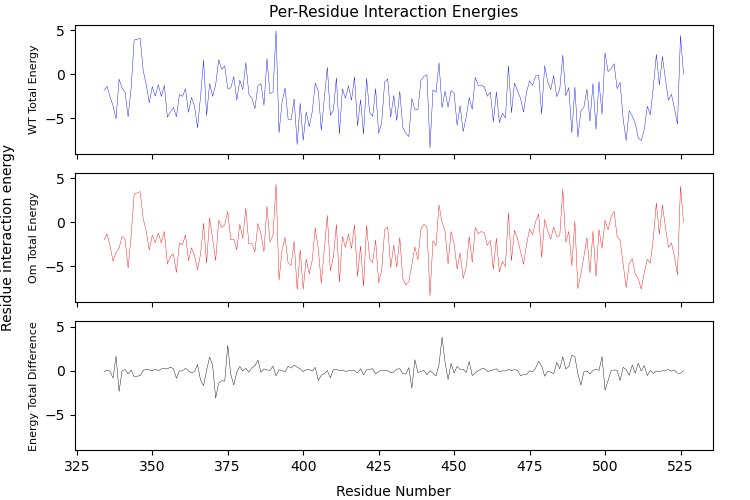 Per-Residue Interaction Energies
Residue interaction energy
WT Total Energy
5
0
−5
Om Total Energy
5
0
−5
Energy Total Difference
5
0
−5
325 350 375 400 425 450 475 500 525
Residue Number